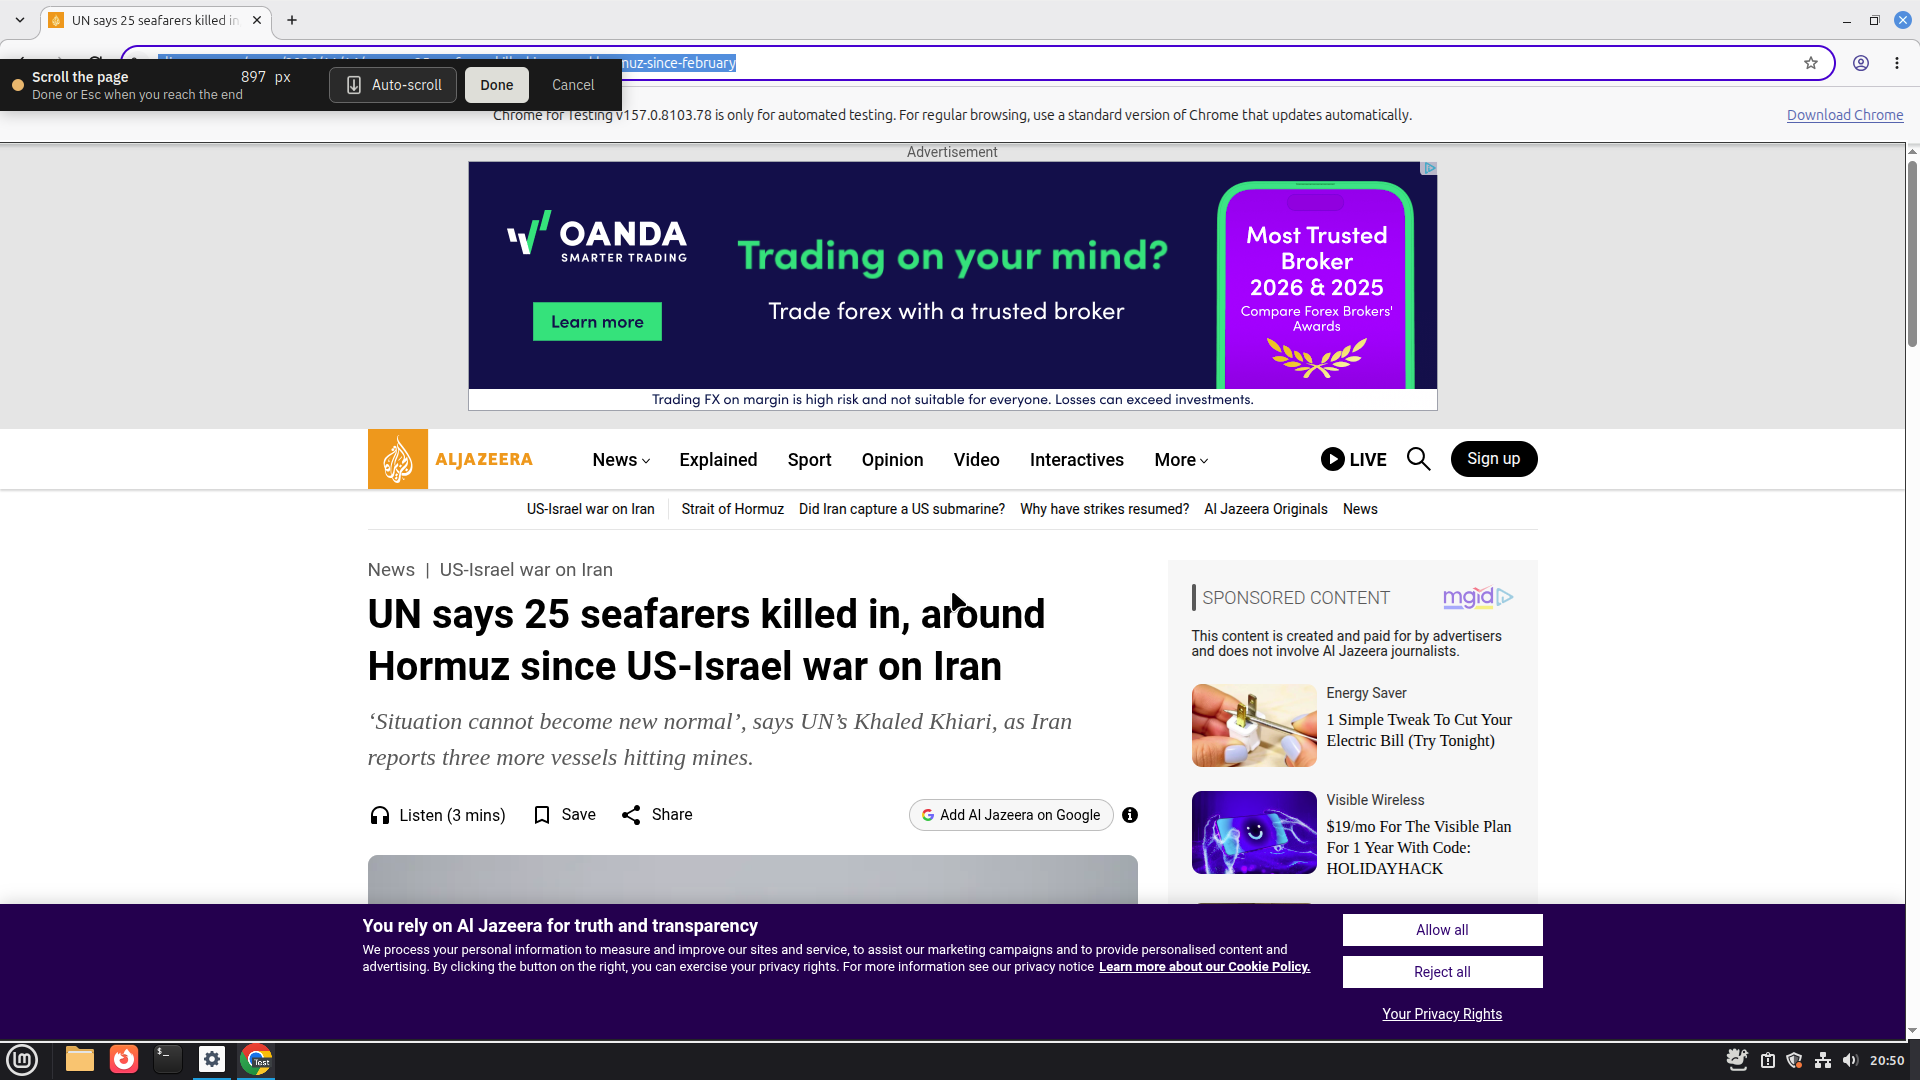 UN says 25 seafarers killed in
muz-since-february
Scroll the page
897 px
Done or Esc when you reach the end
Auto-scroll
Done
Cancel
Chrome for Testing v157.0.8103.78 is only for automated testing. For regular browsing, use a standard version of Chrome that updates automatically.
Download Chrome
Advertisement
OANDA
SMARTER TRADING
Learn more
Trading on your mind?
Trade forex with a trusted broker
Most Trusted
Broker
2026 & 2025
Compare Forex Brokers'
Awards
Trading FX on margin is high risk and not suitable for everyone. Losses can exceed investments.
ALJAZEERA
News
Explained
Sport
Opinion
Video
Interactives
More
LIVE
Sign up
US-Israel war on Iran
Strait of Hormuz
Did Iran capture a US submarine?
Why have strikes resumed?
Al Jazeera Originals
News
News | US-Israel war on Iran
UN says 25 seafarers killed in, around
Hormuz since US-Israel war on Iran
‘Situation cannot become new normal’, says UN’s Khaled Khiari, as Iran
reports three more vessels hitting mines.
Listen (3 mins)
Save
Share
Add Al Jazeera on Google
SPONSORED CONTENT
mgid
This content is created and paid for by advertisers
and does not involve Al Jazeera journalists.
Energy Saver
1 Simple Tweak To Cut Your
Electric Bill (Try Tonight)
Visible Wireless
$19/mo For The Visible Plan
For 1 Year With Code:
HOLIDAYHACK
You rely on Al Jazeera for truth and transparency
We process your personal information to measure and improve our sites and service, to assist our marketing campaigns and to provide personalised content and
advertising. By clicking the button on the right, you can exercise your privacy rights. For more information see our privacy notice Learn more about our Cookie Policy.
Allow all
Reject all
Your Privacy Rights
Test
20:50